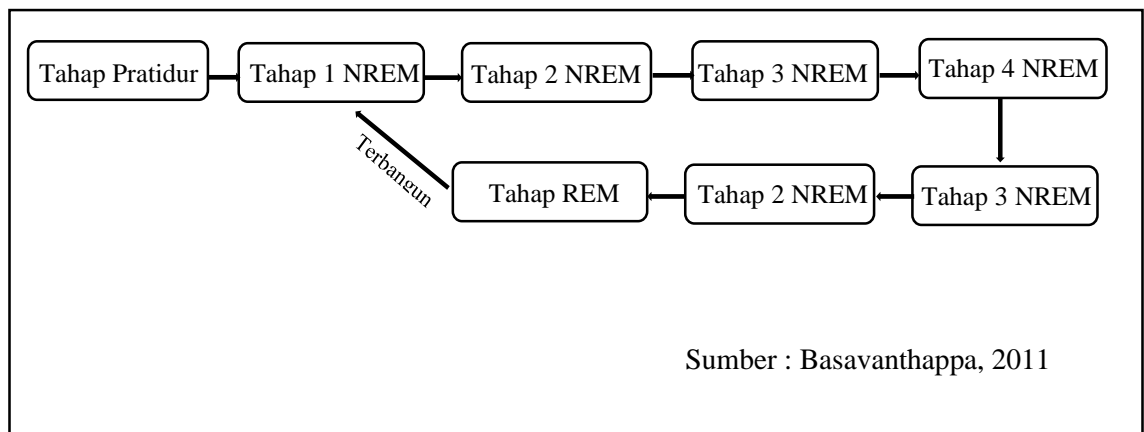 Tahap Pratidur
Tahap 1 NREM
Tahap 2 NREM
Tahap 3 NREM
Tahap 4 NREM
Terbangun
Tahap REM
Tahap 2 NREM
Tahap 3 NREM
Sumber : Basavanthappa, 2011